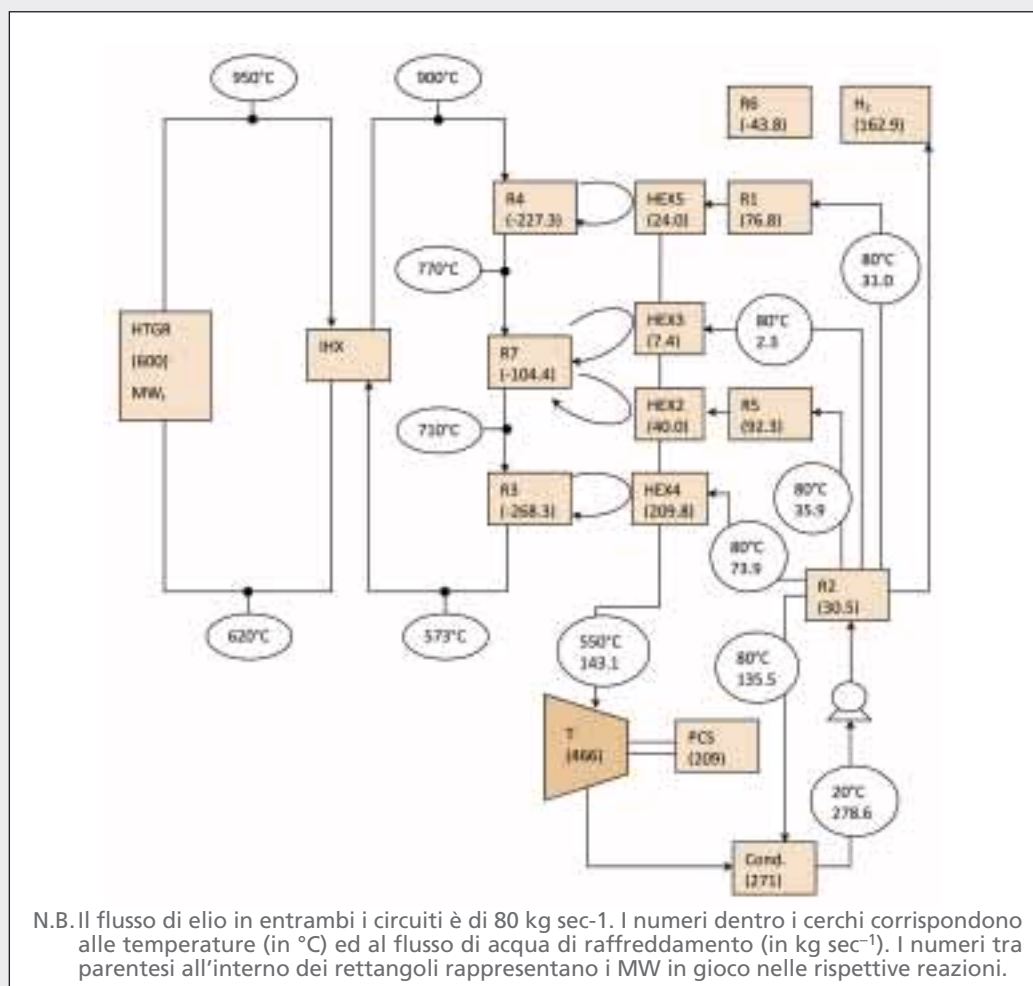 950°C
900°C
R6
(-43.8)
H₂
(162.9)
R4
(-227.3)
HEX5
(24.0)
R1
(76.8)
80°C
31.0
770°C
HTGR
(600)
MWₜ
IHX
HEX3
(7.4)
80°C
2.3
R7
(-104.4)
HEX2
(40.0)
R5
(92.3)
710°C
R3
(-268.3)
HEX4
(209.8)
80°C
35.9
80°C
73.9
R2
(30.5)
620°C
573°C
550°C
143.1
80°C
135.5
T
(466)
PCS
(209)
20°C
278.6
Cond.
(271)
N.B. Il flusso di elio in entrambi i circuiti è di 80 kg sec-1. I numeri dentro i cerchi corrispondono
alle temperature (in °C) ed al flusso di acqua di raffreddamento (in kg sec⁻¹). I numeri tra
parentesi all'interno dei rettangoli rappresentano i MW in gioco nelle rispettive reazioni.